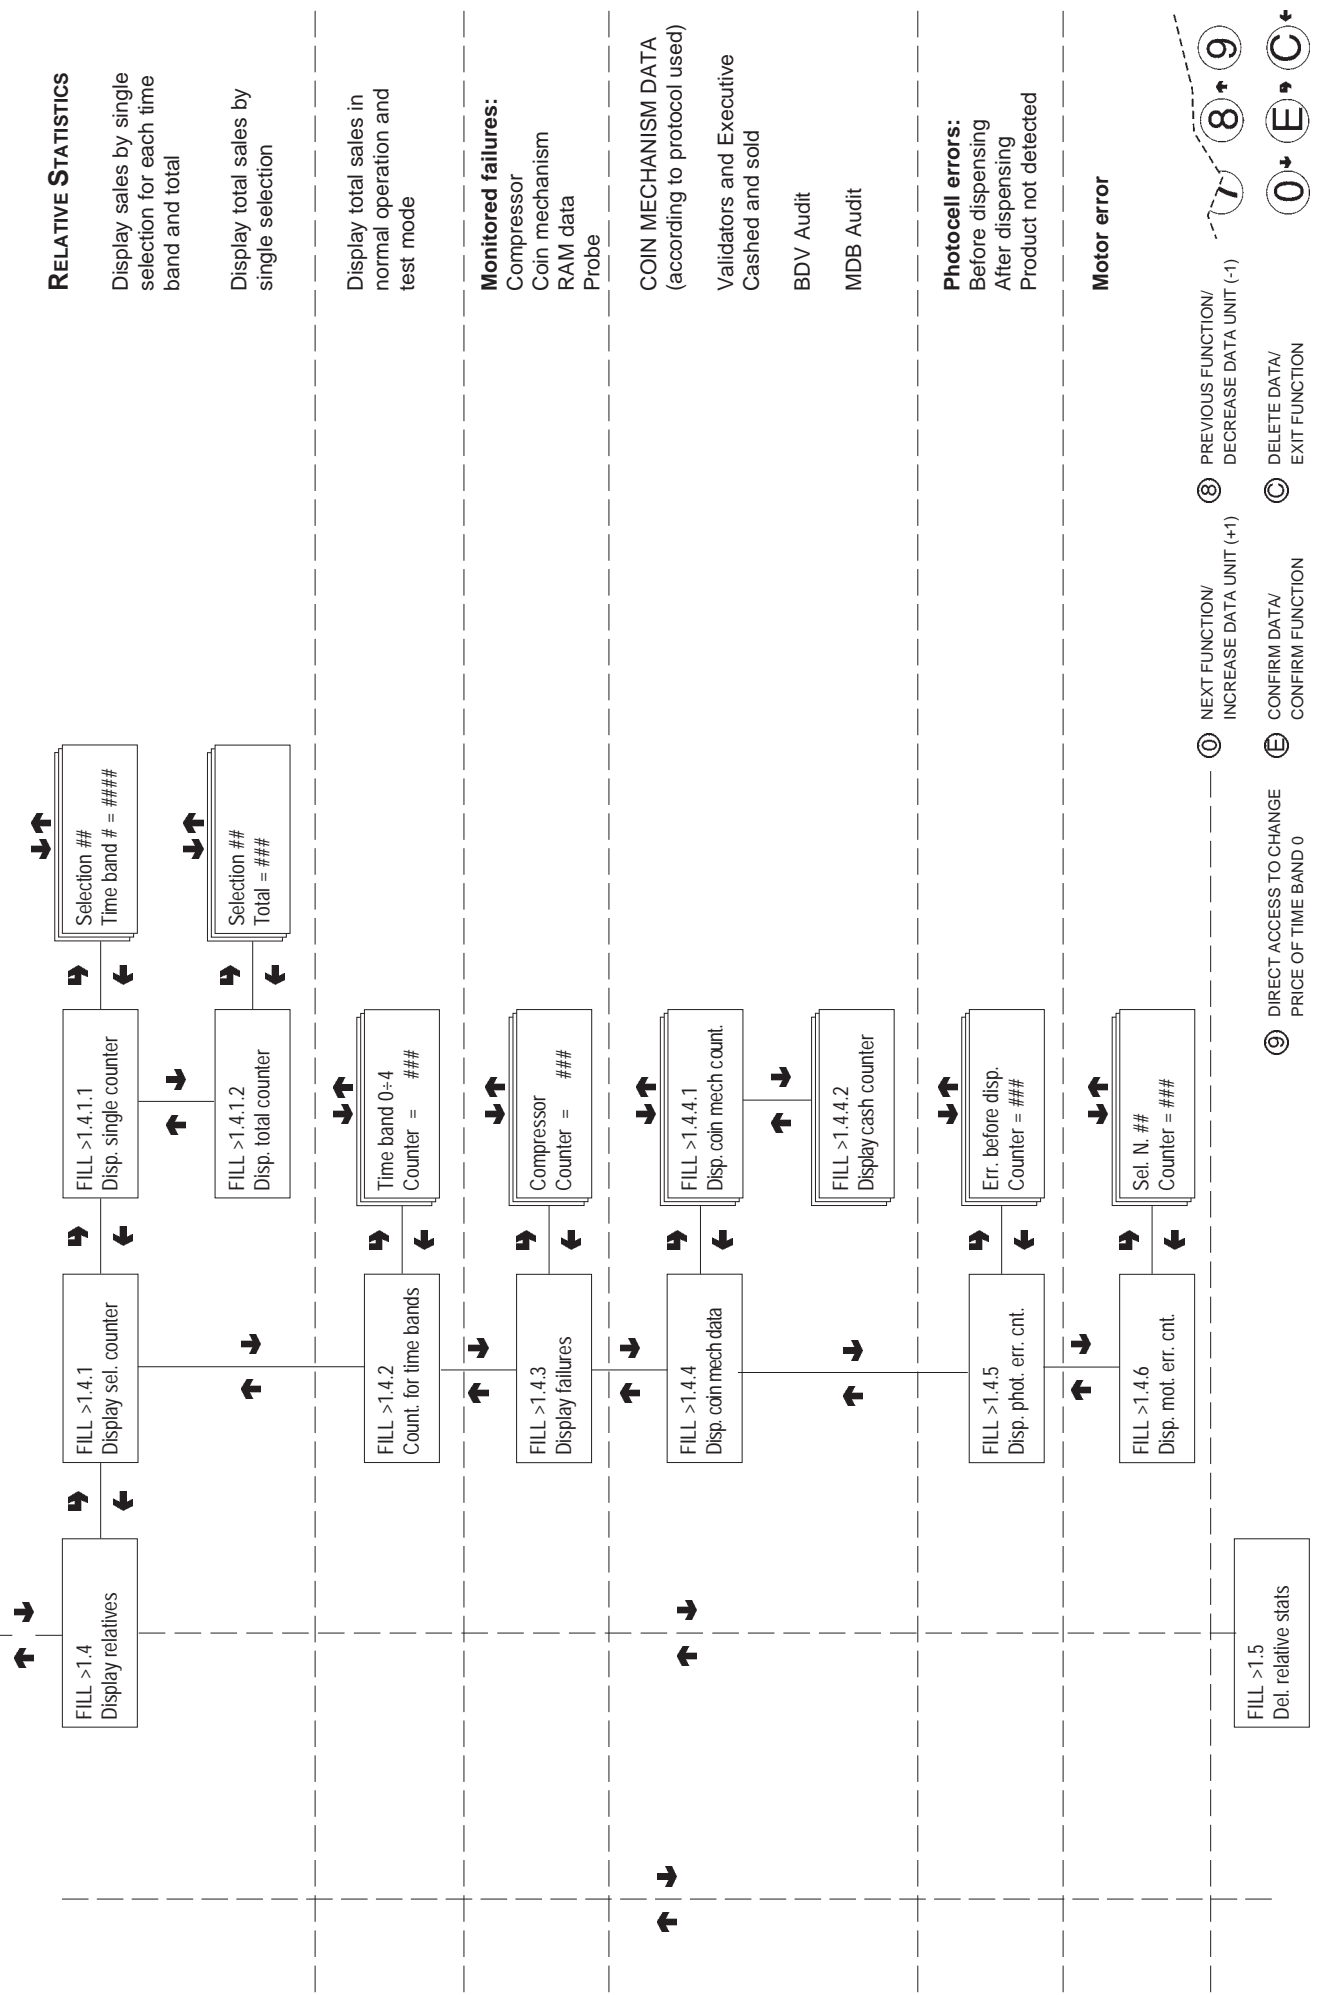 RELATIVE STATISTICS
Display sales by single
selection for each time
band and total
Display total sales by
single selection
Display total sales in
normal operation and
test mode
Monitored failures:
Compressor
Coin mechanism
RAM data
Probe
COIN MECHANISM DATA
(according to protocol used)
Validators and Executive
Cashed and sold
BDV Audit
MDB Audit
Photocell errors:
Before dispensing
After dispensing
Product not detected
Motor error
FILL >1.4
Display relatives
FILL >1.4.1
Display sel. counter
FILL >1.4.1.1
Disp. single counter
Selection ##
Time band # = ####
FILL >1.4.1.2
Disp. total counter
Selection ##
Total = ###
FILL >1.4.2
Count. for time bands
Time band 0÷4
Counter = ###
FILL >1.4.3
Display failures
Compressor
Counter = ###
FILL >1.4.4
Disp. coin mech data
FILL >1.4.4.1
Disp. coin mech count.
FILL >1.4.4.2
Display cash counter
FILL >1.4.5
Disp. phot. err. cnt.
Err. before disp.
Counter = ###
FILL >1.4.6
Disp. mot. err. cnt.
Sel. N. ##
Counter = ###
FILL >1.5
Del. relative stats
9 DIRECT ACCESS TO CHANGE
PRICE OF TIME BAND 0
0 NEXT FUNCTION/
INCREASE DATA UNIT (+1)
E CONFIRM DATA/
CONFIRM FUNCTION
8 PREVIOUS FUNCTION/
DECREASE DATA UNIT (-1)
C DELETE DATA/
EXIT FUNCTION
7 8 9
0 E C